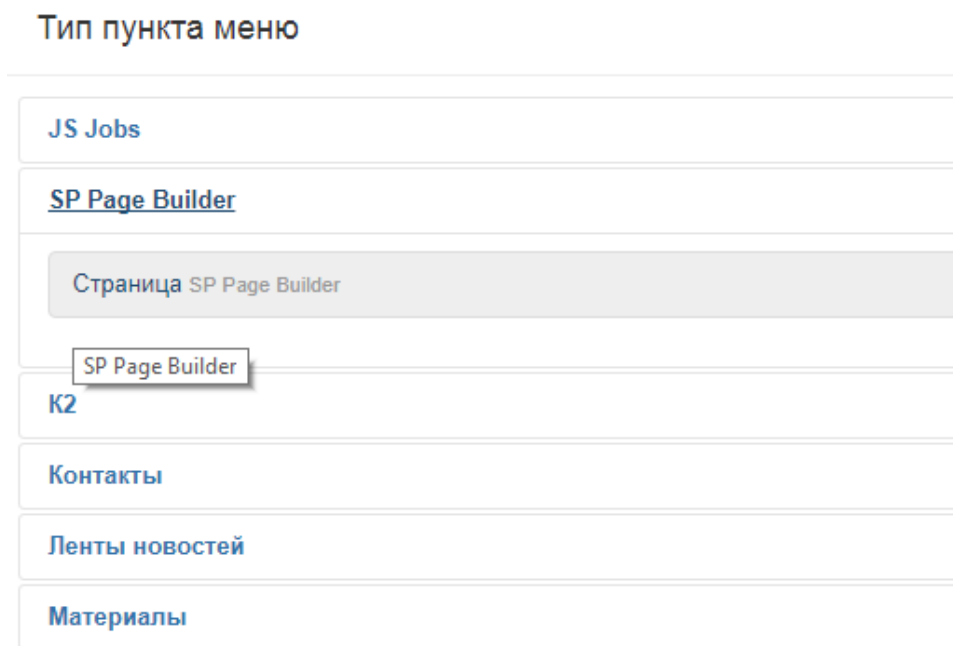 Тип пункта меню
JS Jobs
SP Page Builder
Страница SP Page Builder
SP Page Builder
K2
Контакты
Ленты новостей
Материалы